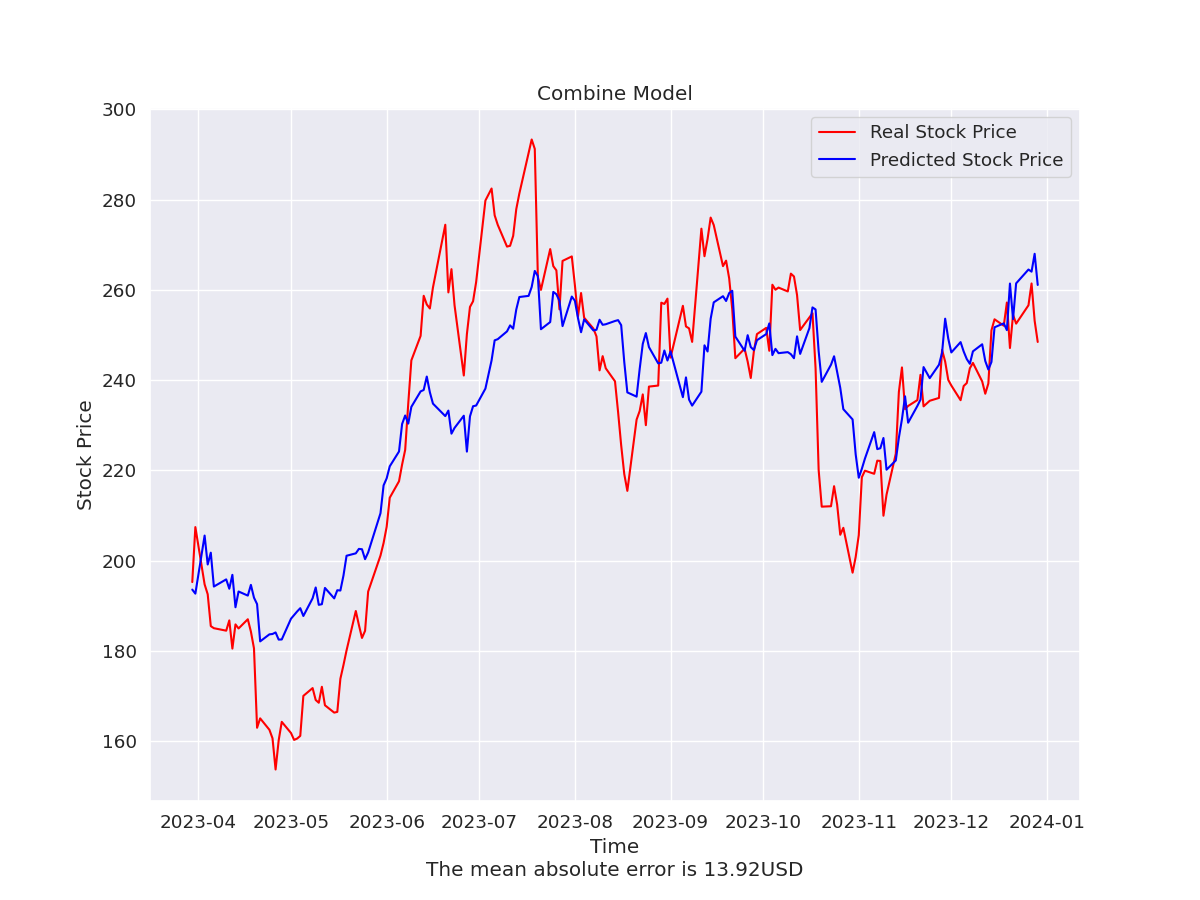 Combine Model
Real Stock Price
Predicted Stock Price
300
280
260
240
220
200
180
160
Stock Price
2023-04 2023-05 2023-06 2023-07 2023-08 2023-09 2023-10 2023-11 2023-12 2024-01
Time
The mean absolute error is 13.92USD